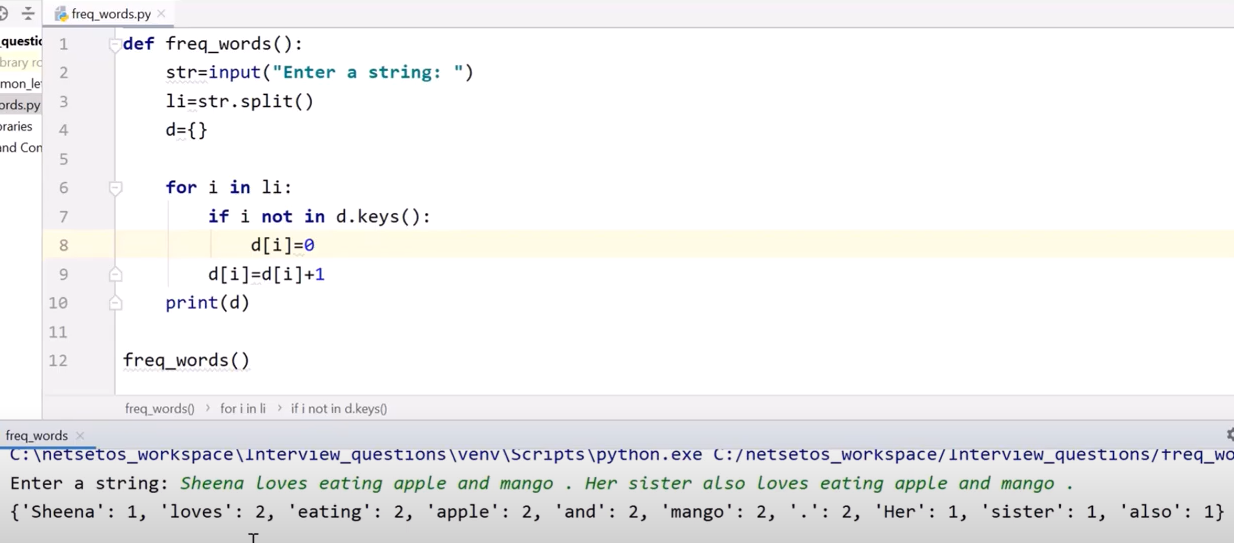 freq_words.py
1 def freq_words():
2 str=input("Enter a string: ")
3 li=str.split()
4 d={}
5
6 for i in li:
7 if i not in d.keys():
8 d[i]=0
9 d[i]=d[i]+1
10 print(d)
11
12 freq_words()
_questio
brary ro
mon_le
ords.py
oraries
and Con
freq_words() › for i in li › if i not in d.keys()
freq_words
C:\netsetos_workspace\Interview_questions\venv\Scripts\python.exe C:/netsetos_workspace/Interview_questions/freq_wo
Enter a string: Sheena loves eating apple and mango . Her sister also loves eating apple and mango .
{'Sheena': 1, 'loves': 2, 'eating': 2, 'apple': 2, 'and': 2, 'mango': 2, '.': 2, 'Her': 1, 'sister': 1, 'also': 1}